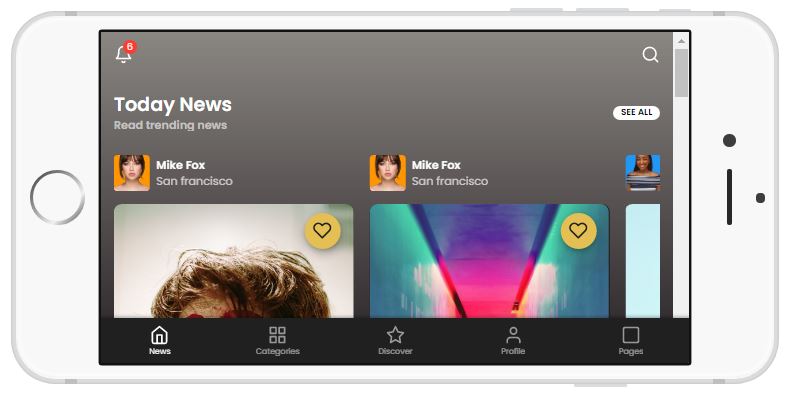 6
Today News
Read trending news
SEE ALL
Mike Fox
San francisco
Mike Fox
San francisco
News
Categories
Discover
Profile
Pages